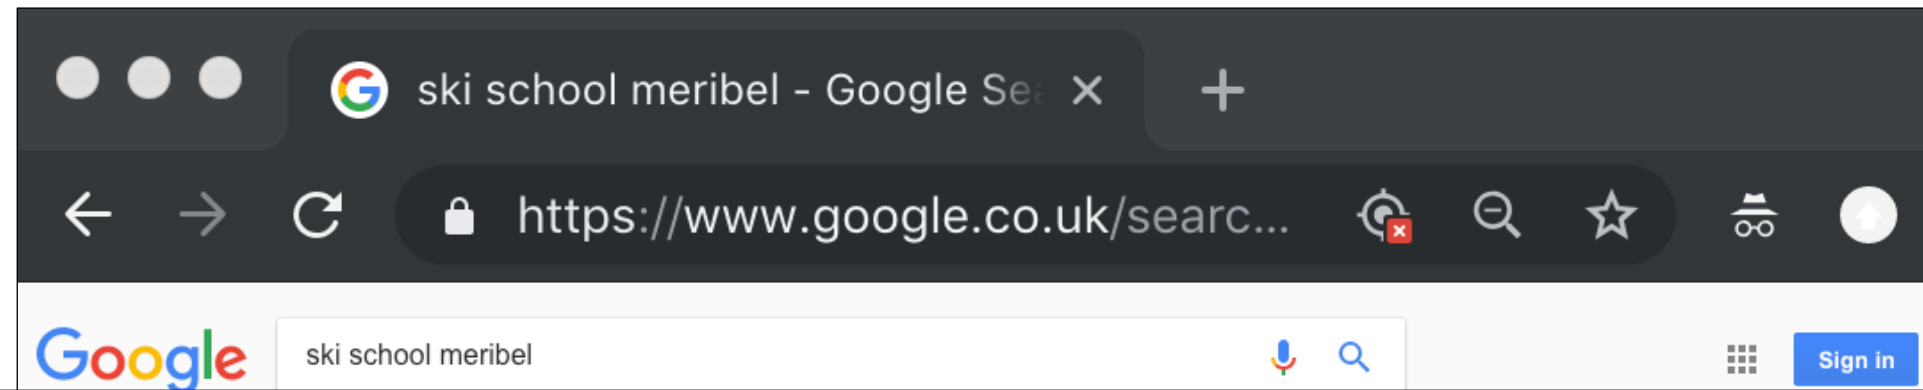 ski school meribel - Google Se
https://www.google.co.uk/searc...
Google
ski school meribel
Sign in